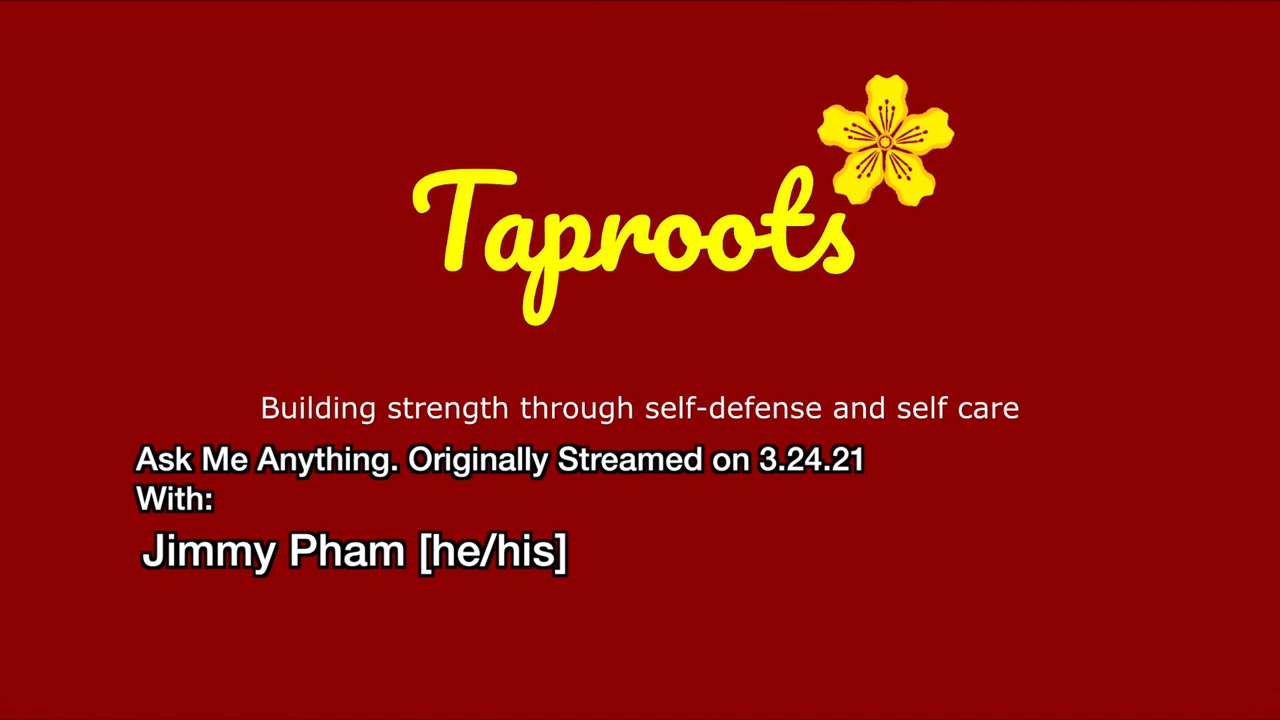 Taproots
Building strength through self-defense and self care
Ask Me Anything. Originally Streamed on 3.24.21
With:
Jimmy Pham [he/his]